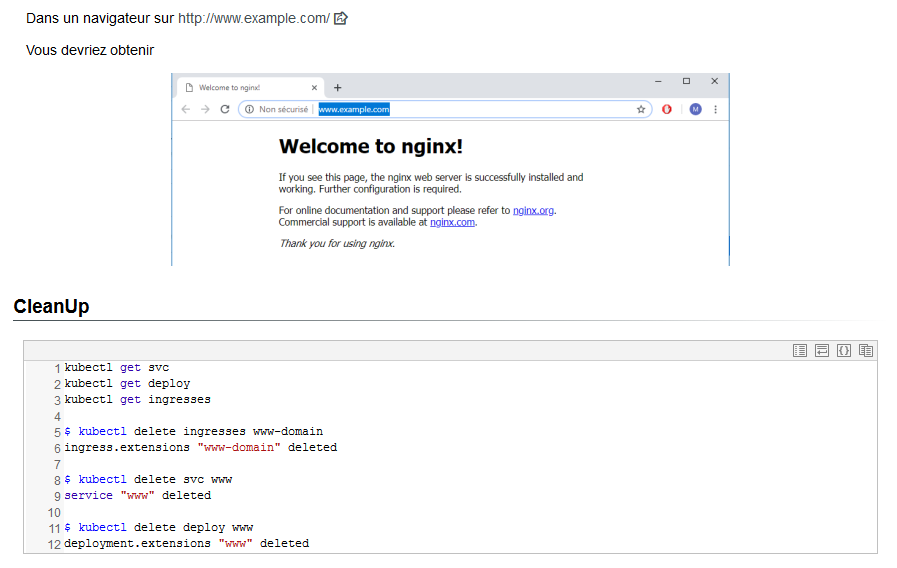 Dans un navigateur sur http://www.example.com/
Vous devriez obtenir
Welcome to nginx!
Non sécurisé | www.example.com
M
Welcome to nginx!
If you see this page, the nginx web server is successfully installed and
working. Further configuration is required.
For online documentation and support please refer to nginx.org.
Commercial support is available at nginx.com.
Thank you for using nginx.
CleanUp
1 kubectl get svc
2 kubectl get deploy
3 kubectl get ingresses
4
5 $ kubectl delete ingresses www-domain
6 ingress.extensions "www-domain" deleted
7
8 $ kubectl delete svc www
9 service "www" deleted
10
11 $ kubectl delete deploy www
12 deployment.extensions "www" deleted